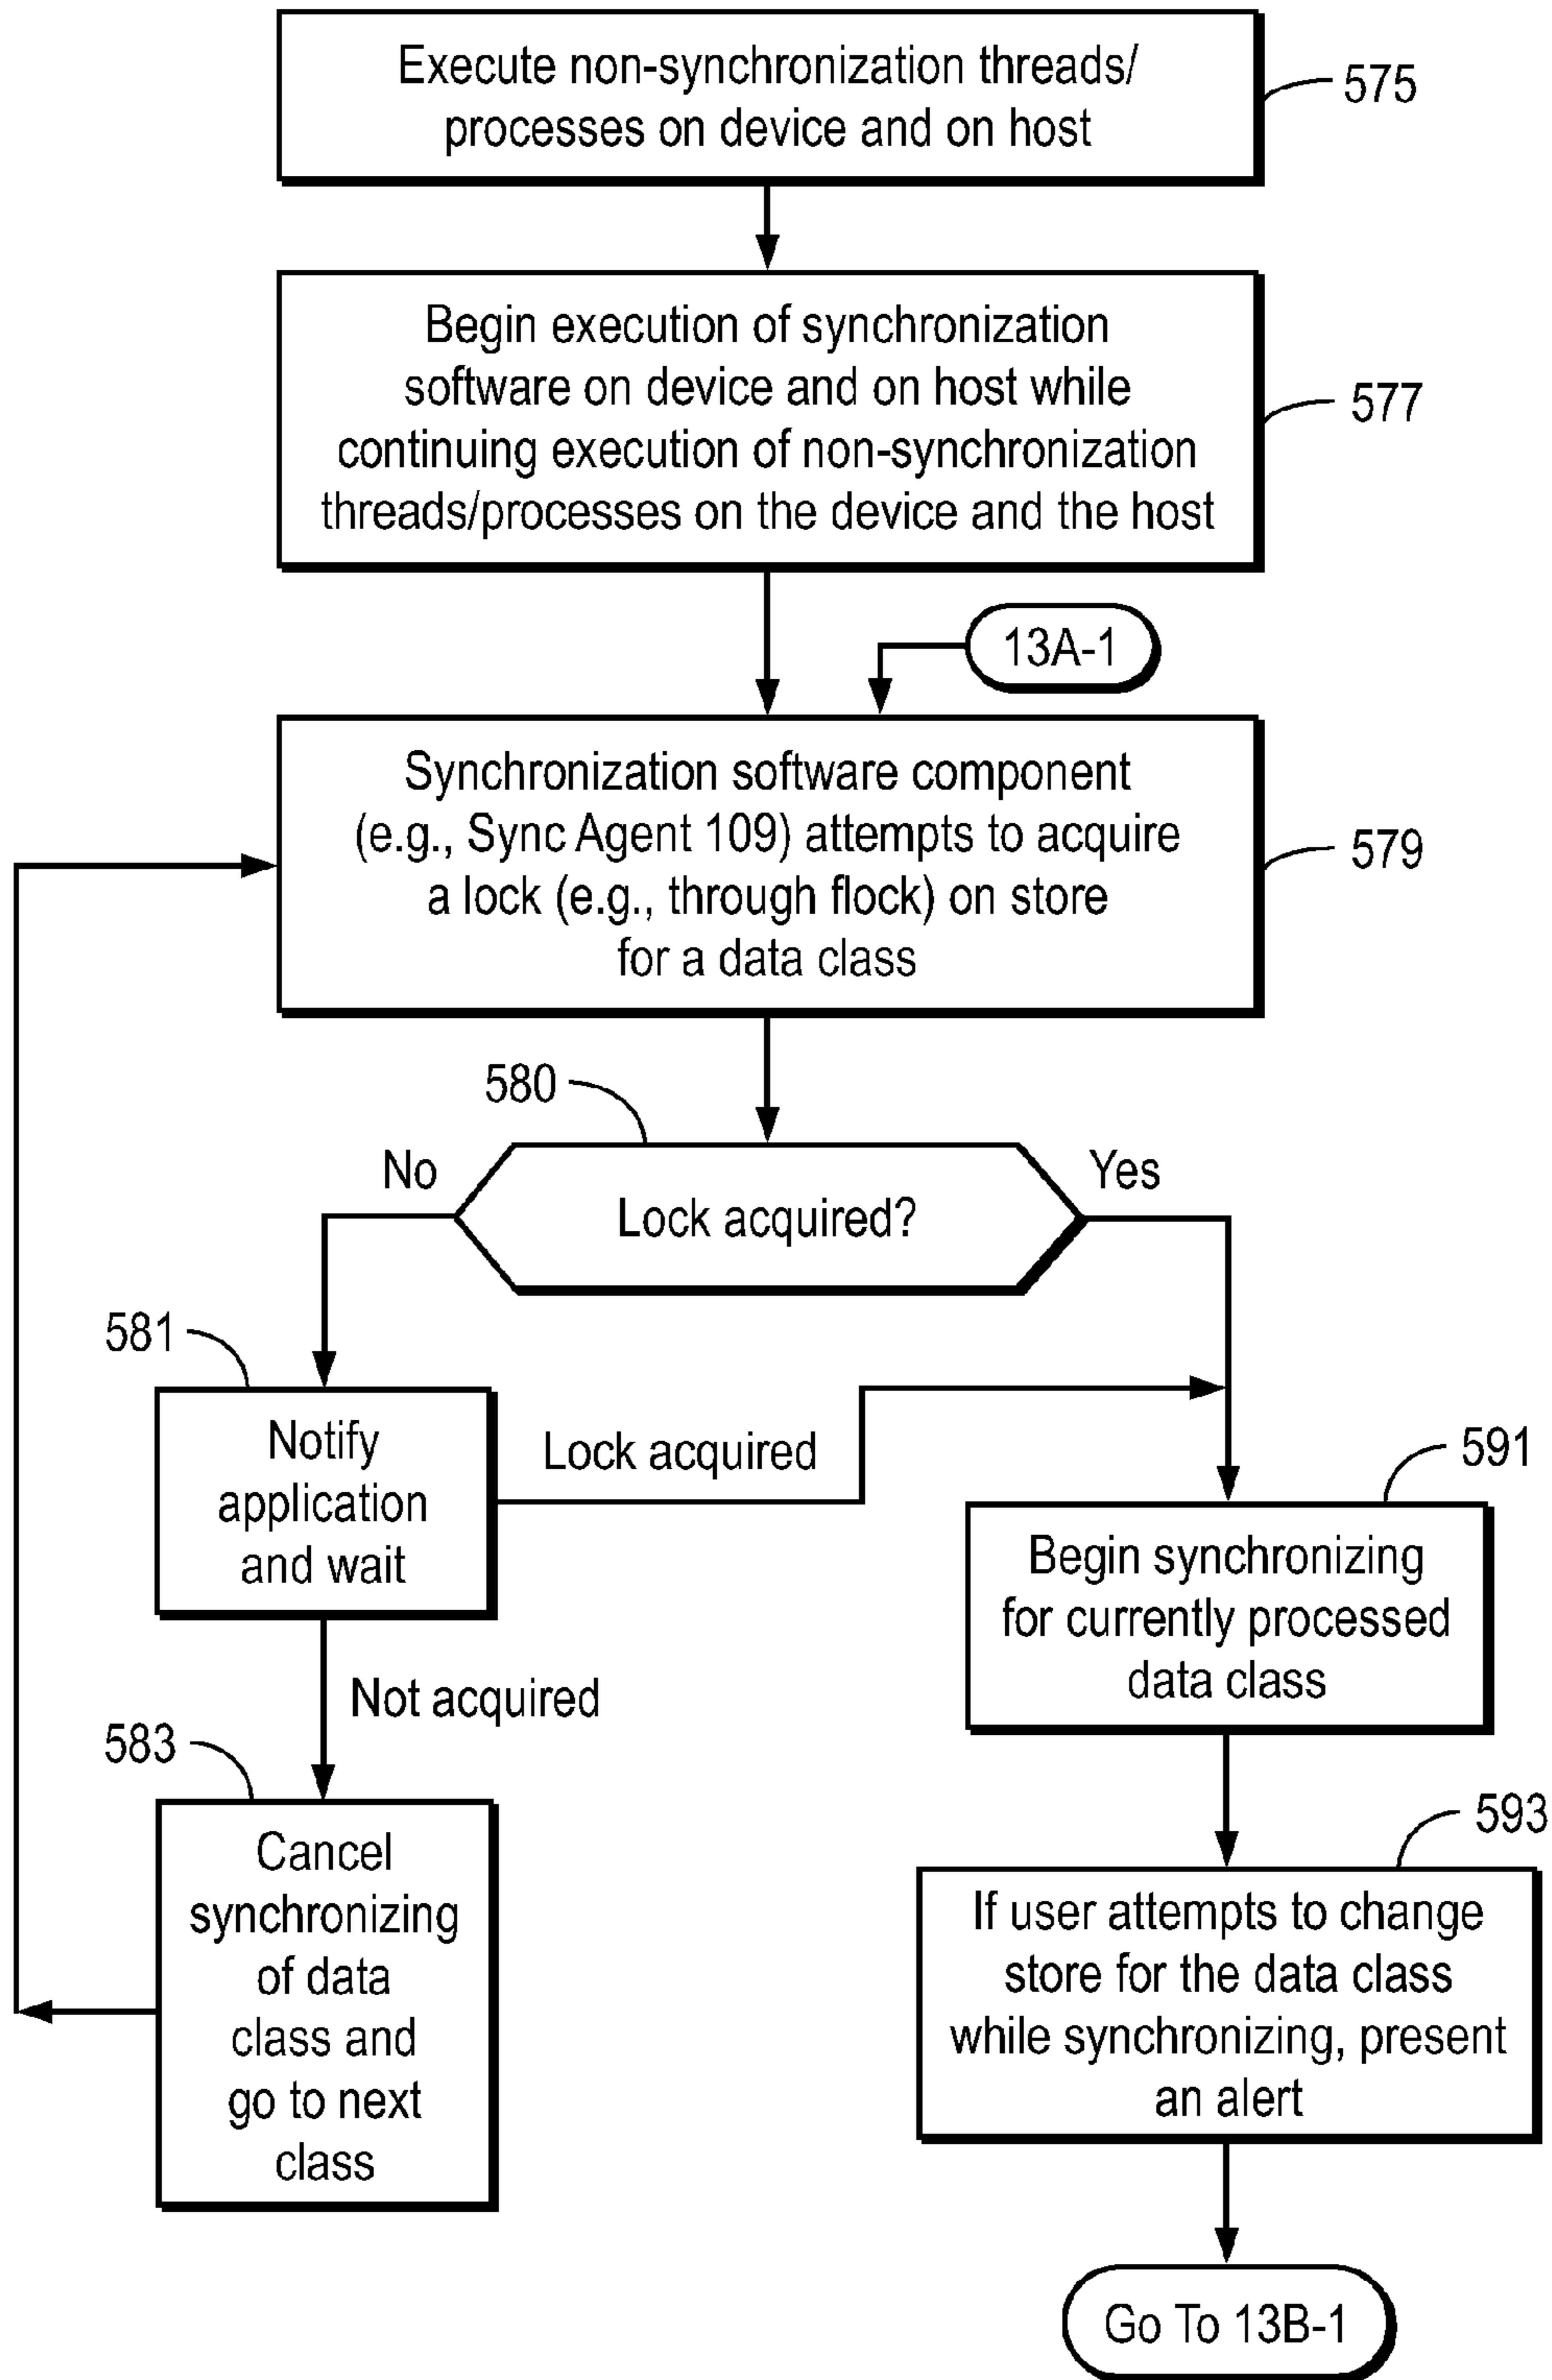 Execute non-synchronization threads/
processes on device and on host
575
Begin execution of synchronization
software on device and on host while
continuing execution of non-synchronization
threads/processes on the device and the host
577
13A-1
Synchronization software component
(e.g., Sync Agent 109) attempts to acquire
a lock (e.g., through flock) on store
for a data class
579
580
No
Yes
Lock acquired?
581
Notify
application
and wait
Lock acquired
591
Begin synchronizing
for currently processed
data class
Not acquired
583
Cancel
synchronizing
of data
class and
go to next
class
593
If user attempts to change
store for the data class
while synchronizing, present
an alert
Go To 13B-1